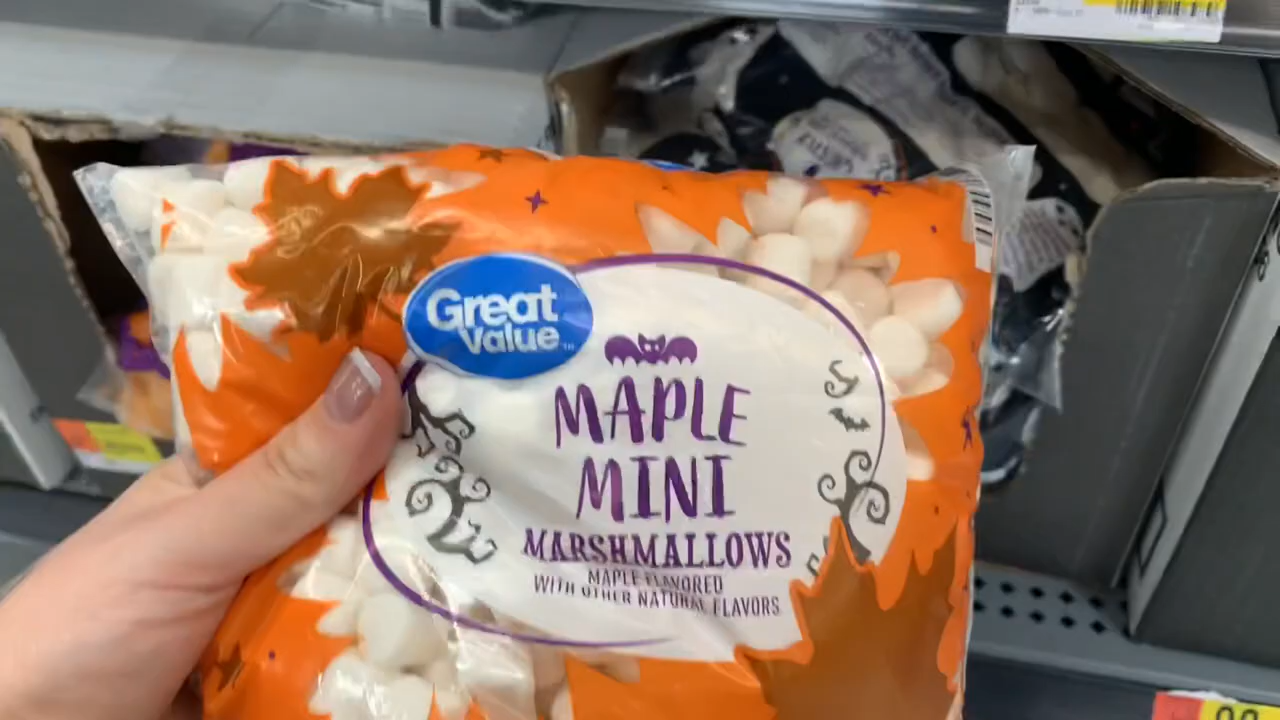 Great
Value
MAPLE
MINI
MARSHMALLOWS
MAPLE FLAVORED
WITH OTHER NATURAL FLAVORS